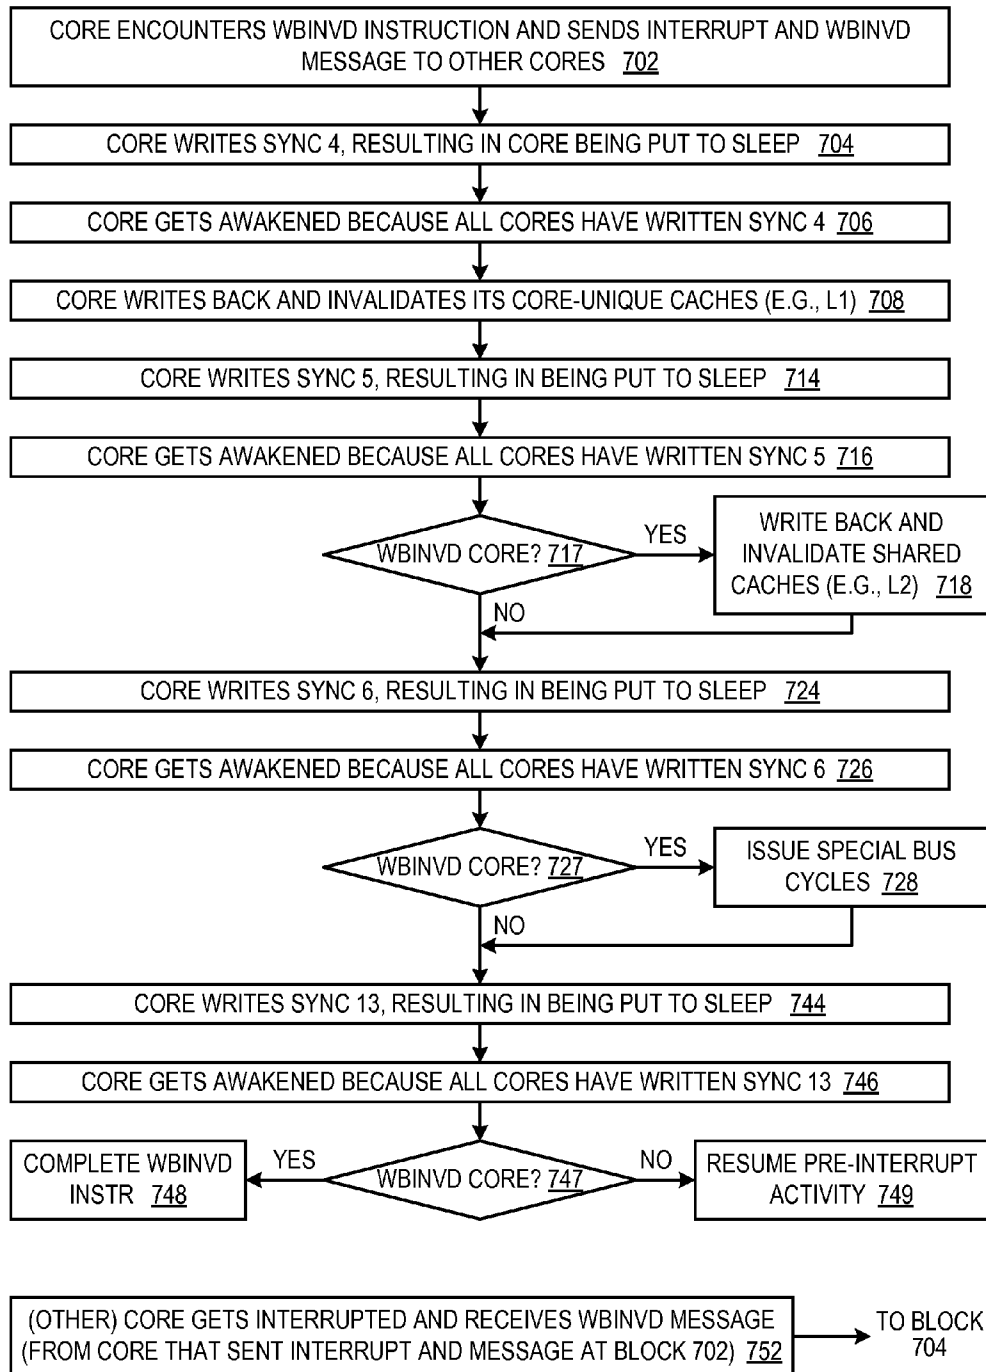 CORE ENCOUNTERS WBINVD INSTRUCTION AND SENDS INTERRUPT AND WBINVD
MESSAGE TO OTHER CORES 702
CORE WRITES SYNC 4, RESULTING IN CORE BEING PUT TO SLEEP 704
CORE GETS AWAKENED BECAUSE ALL CORES HAVE WRITTEN SYNC 4 706
CORE WRITES BACK AND INVALIDATES ITS CORE-UNIQUE CACHES (E.G., L1) 708
CORE WRITES SYNC 5, RESULTING IN BEING PUT TO SLEEP 714
CORE GETS AWAKENED BECAUSE ALL CORES HAVE WRITTEN SYNC 5 716
WBINVD CORE? 717
YES
WRITE BACK AND
INVALIDATE SHARED
CACHES (E.G., L2) 718
NO
CORE WRITES SYNC 6, RESULTING IN BEING PUT TO SLEEP 724
CORE GETS AWAKENED BECAUSE ALL CORES HAVE WRITTEN SYNC 6 726
WBINVD CORE? 727
YES
ISSUE SPECIAL BUS
CYCLES 728
NO
CORE WRITES SYNC 13, RESULTING IN BEING PUT TO SLEEP 744
CORE GETS AWAKENED BECAUSE ALL CORES HAVE WRITTEN SYNC 13 746
COMPLETE WBINVD
INSTR 748
YES
WBINVD CORE? 747
NO
RESUME PRE-INTERRUPT
ACTIVITY 749
(OTHER) CORE GETS INTERRUPTED AND RECEIVES WBINVD MESSAGE
(FROM CORE THAT SENT INTERRUPT AND MESSAGE AT BLOCK 702) 752
TO BLOCK
704